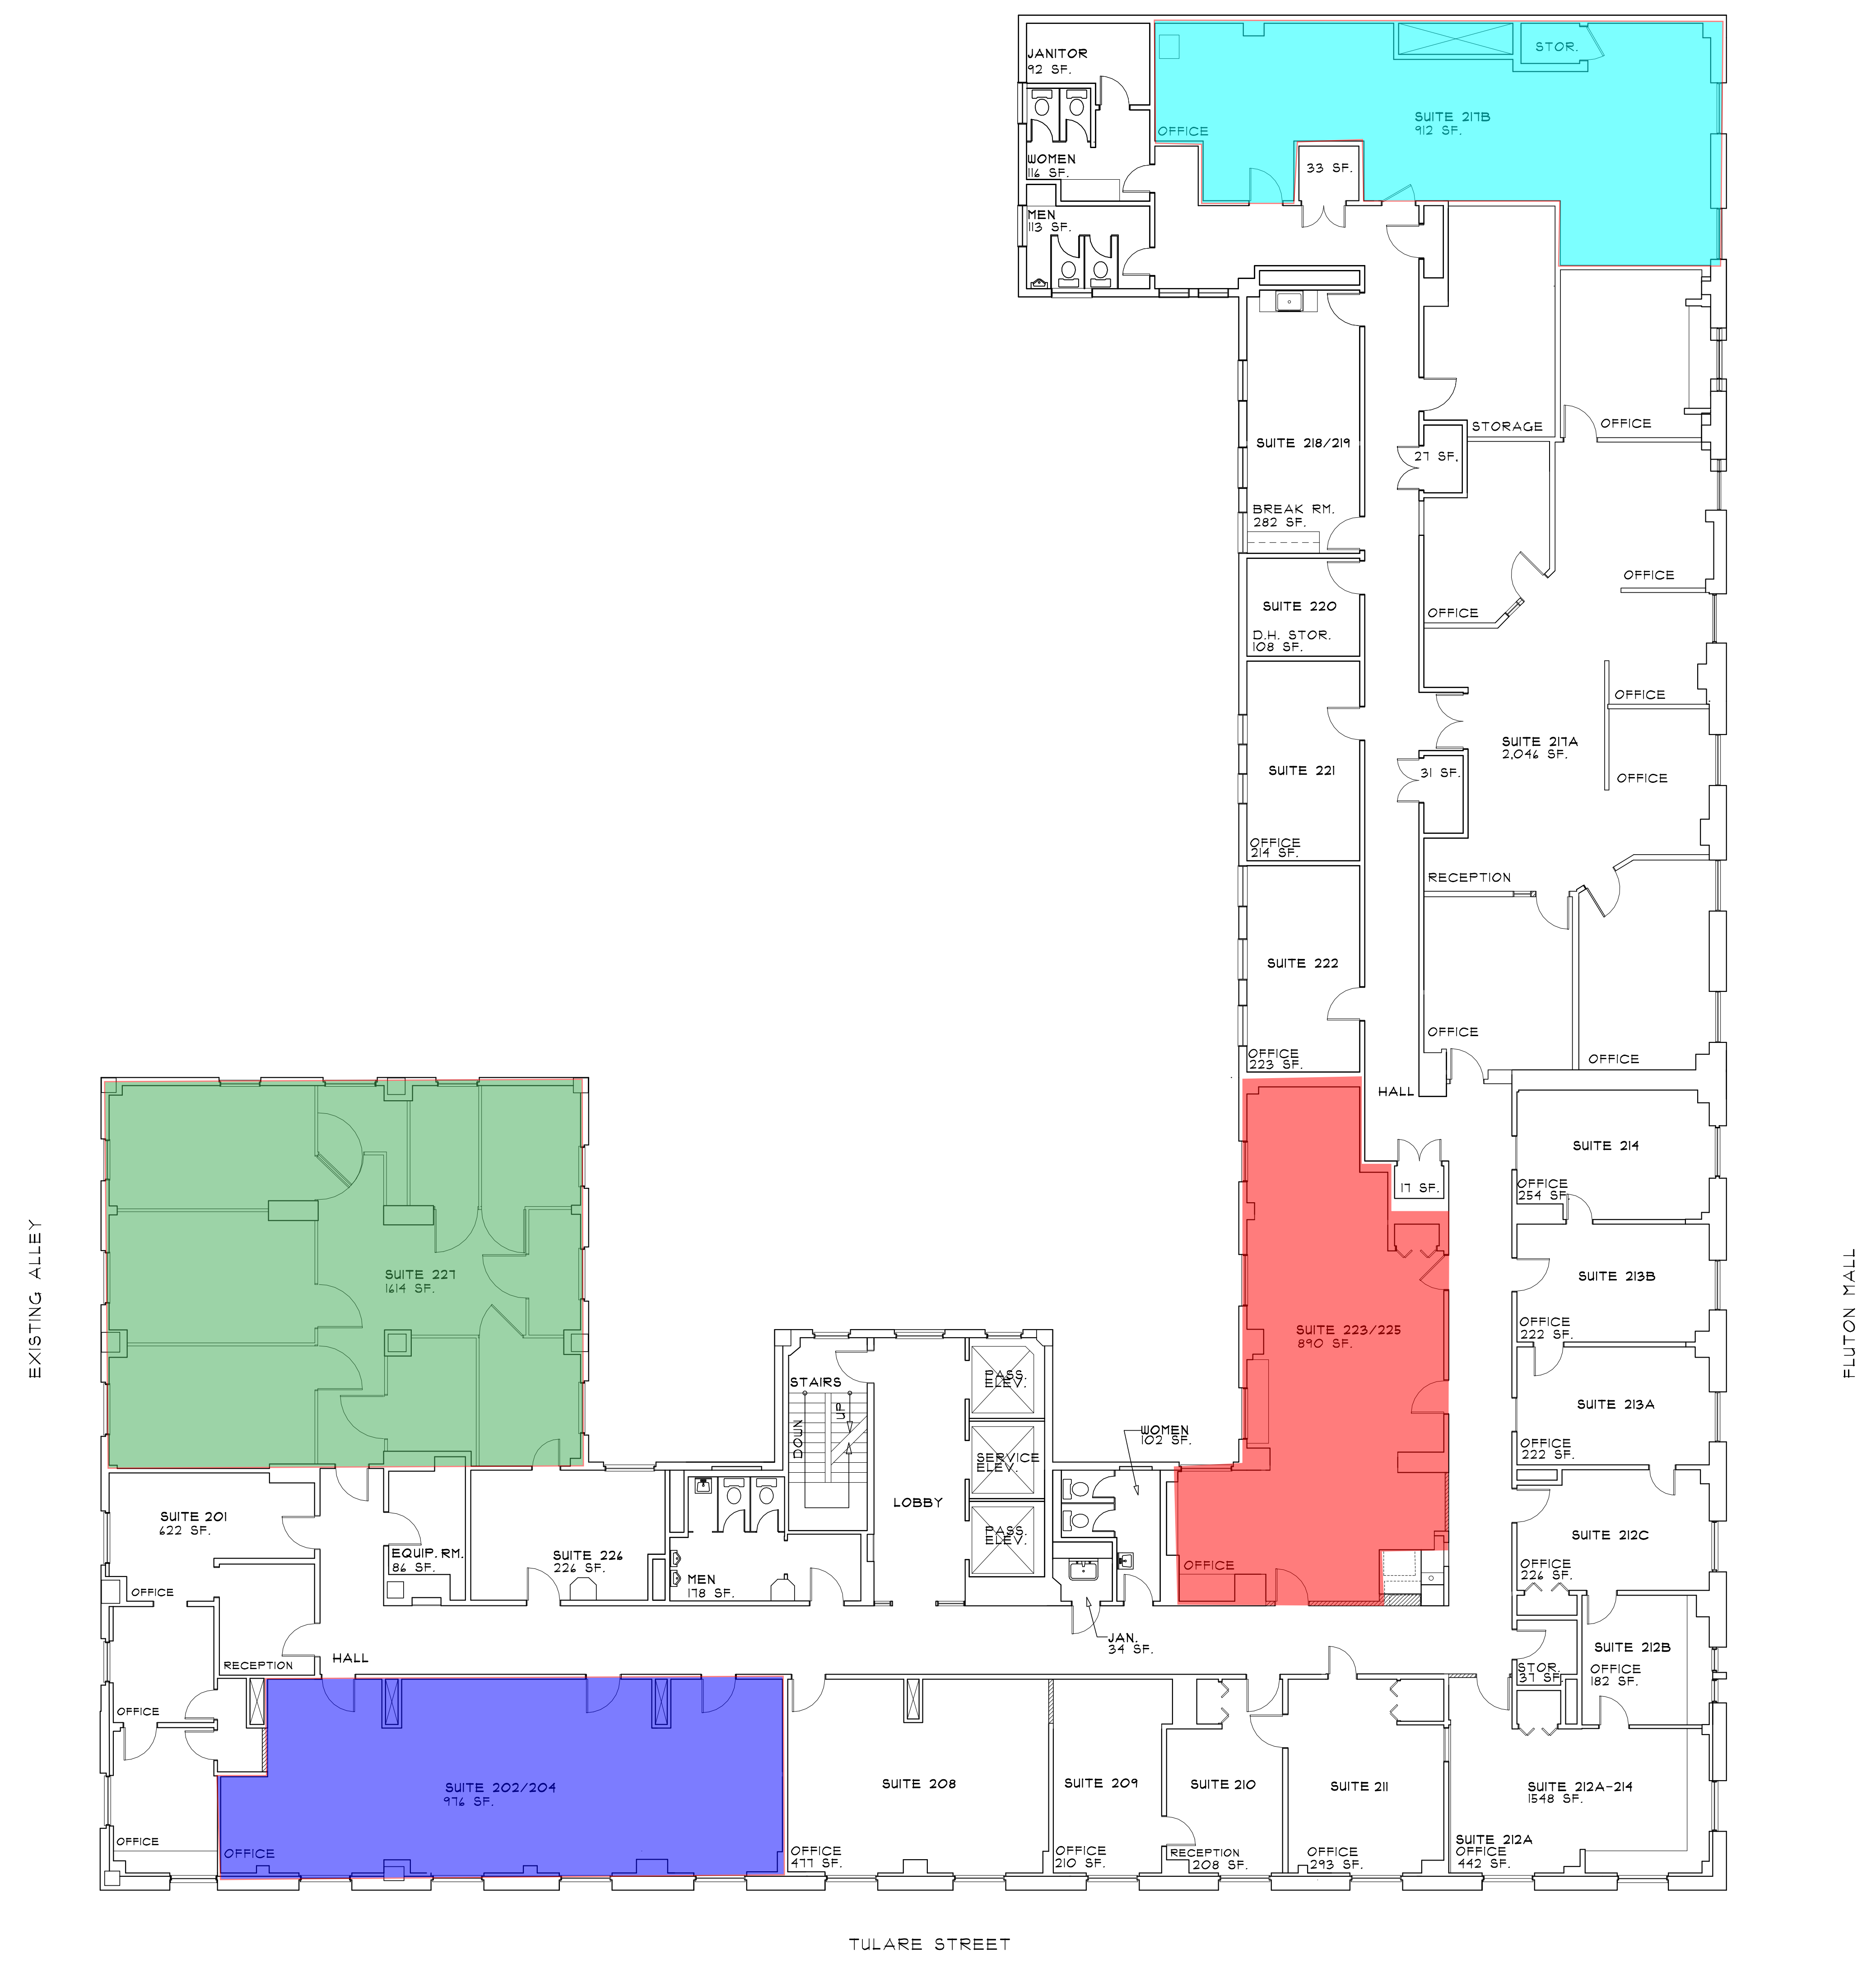 JANITOR
92 SF.
STOR.
SUITE 217B
912 SF.
OFFICE
WOMEN
116 SF.
33 SF.
MEN
113 SF.
STORAGE
OFFICE
SUITE 218/219
27 SF.
BREAK RM.
282 SF.
OFFICE
OFFICE
SUITE 220
D.H. STOR.
108 SF.
OFFICE
SUITE 217A
2,046 SF.
SUITE 221
31 SF.
OFFICE
OFFICE
214 SF.
RECEPTION
SUITE 222
OFFICE
OFFICE
OFFICE
223 SF.
HALL
SUITE 214
OFFICE
254 SF.
17 SF.
EXISTING ALLEY
FLUTON MALL
SUITE 227
1614 SF.
SUITE 213B
OFFICE
222 SF.
SUITE 223/225
890 SF.
STAIRS
DOWN
UP
PASS.
ELEV.
SUITE 213A
OFFICE
222 SF.
WOMEN
102 SF.
SERVICE
ELEV.
LOBBY
PASS.
ELEV.
SUITE 201
622 SF.
SUITE 212C
OFFICE
226 SF.
EQUIP. RM.
86 SF.
SUITE 226
226 SF.
OFFICE
MEN
178 SF.
OFFICE
JAN.
34 SF.
HALL
RECEPTION
STOR.
37 SF.
SUITE 212B
OFFICE
182 SF.
OFFICE
SUITE 202/204
976 SF.
SUITE 208
SUITE 209
SUITE 210
SUITE 211
SUITE 212A-214
1548 SF.
OFFICE
OFFICE
OFFICE
477 SF.
OFFICE
210 SF.
RECEPTION
208 SF.
OFFICE
293 SF.
SUITE 212A
OFFICE
442 SF.
TULARE STREET